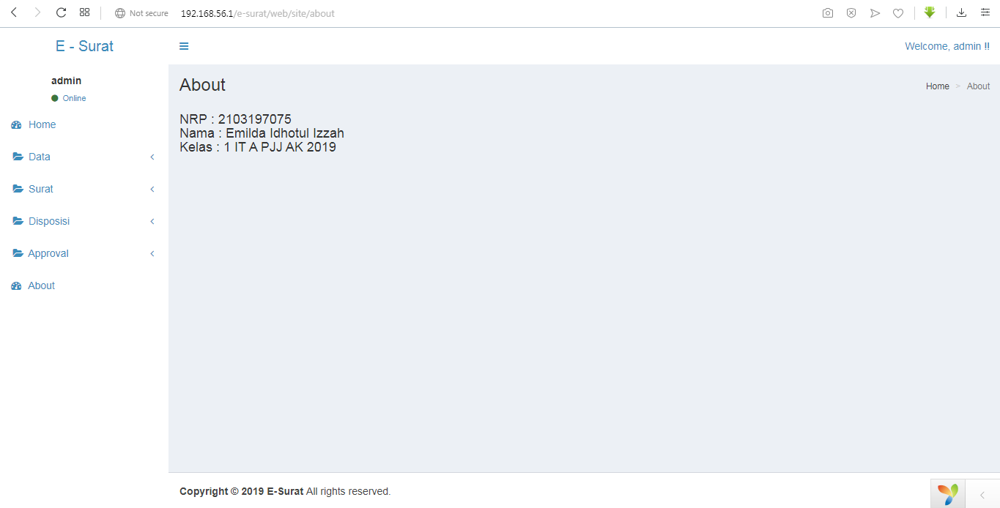 Not secure 192.168.56.1/e-surat/web/site/about
E - Surat
Welcome, admin !!
admin
Online
Home
Data
Surat
Disposisi
Approval
About
About
Home > About
NRP : 2103197075
Nama : Emilda Idhotul Izzah
Kelas : 1 IT A PJJ AK 2019
Copyright © 2019 E-Surat All rights reserved.